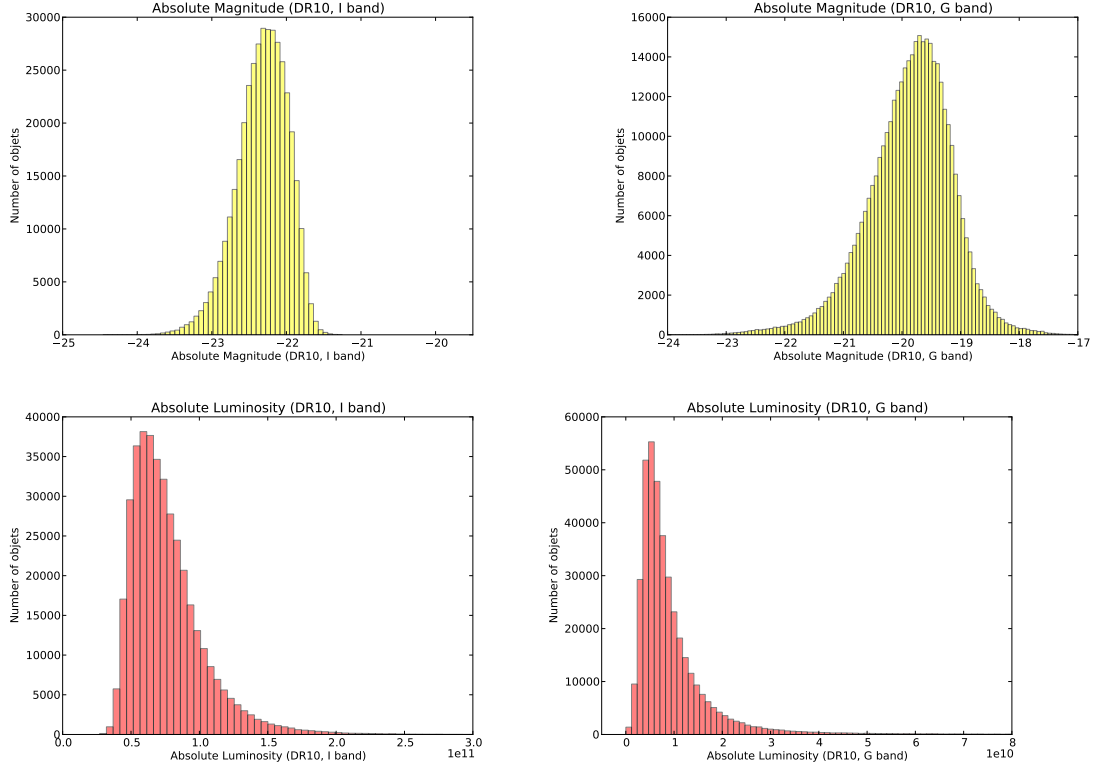 Absolute Magnitude (DR10, I band)
30000
25000
20000
15000
10000
5000
0
Number of objets
−25 −24 −23 −22 −21 −20
Absolute Magnitude (DR10, I band)
Absolute Magnitude (DR10, G band)
16000
14000
12000
10000
8000
6000
4000
2000
0
Number of objets
−24 −23 −22 −21 −20 −19 −18 −17
Absolute Magnitude (DR10, G band)
Absolute Luminosity (DR10, I band)
40000
35000
30000
25000
20000
15000
10000
5000
0
Number of objets
0.0 0.5 1.0 1.5 2.0 2.5 3.0
1e11
Absolute Luminosity (DR10, I band)
Absolute Luminosity (DR10, G band)
60000
50000
40000
30000
20000
10000
0
Number of objets
0 1 2 3 4 5 6 7 8
1e10
Absolute Luminosity (DR10, G band)